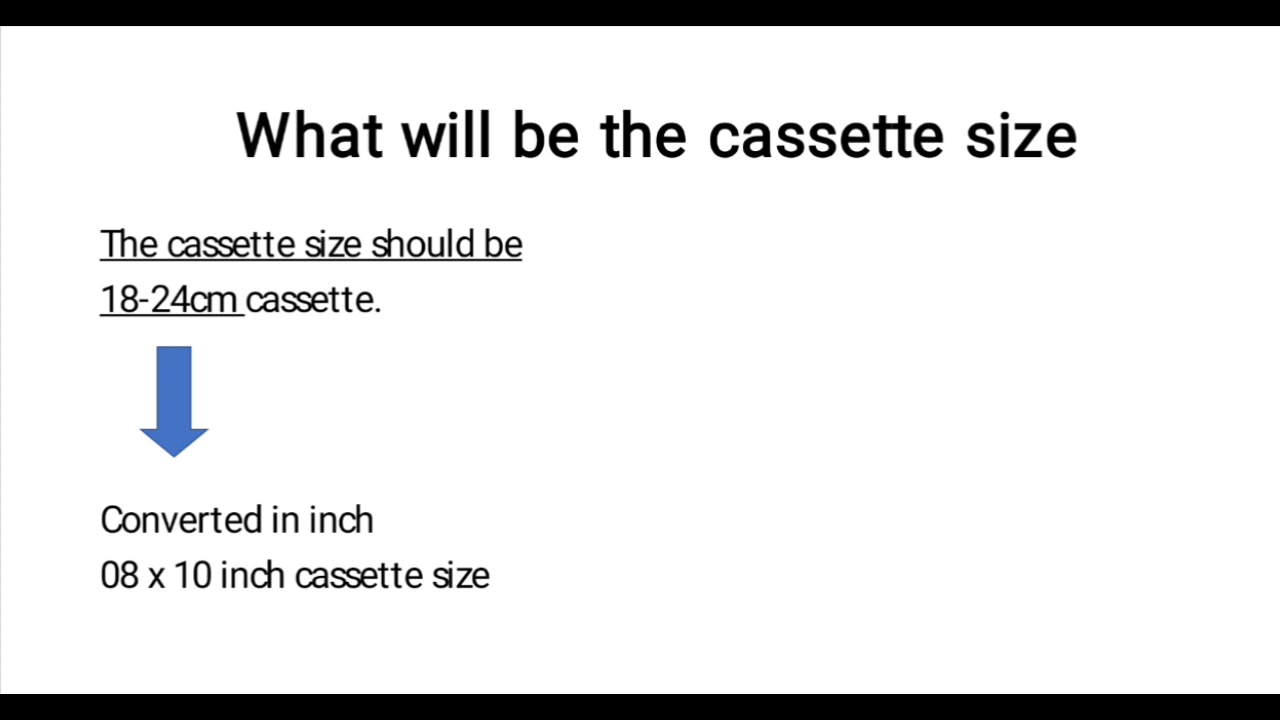 What will be the cassette size
The cassette size should be
18-24cm cassette.
Converted in inch
08 x 10 inch cassette size